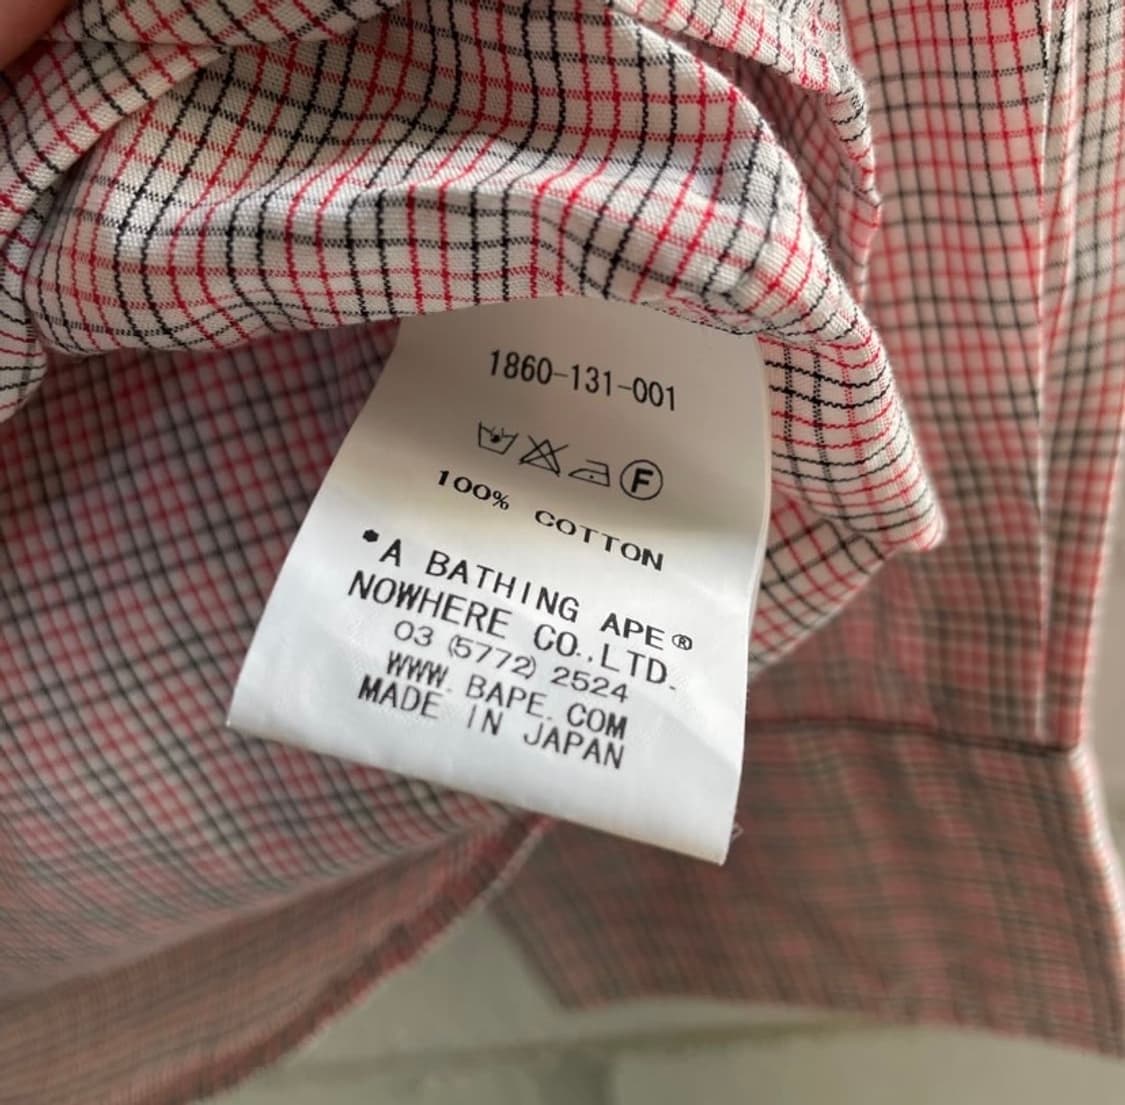 1860-131-001
F
100% COTTON
*A BATHING APE®
NOWHERE CO.,LTD.
03 (5772) 2524
WWW. BAPE. COM
MADE IN JAPAN